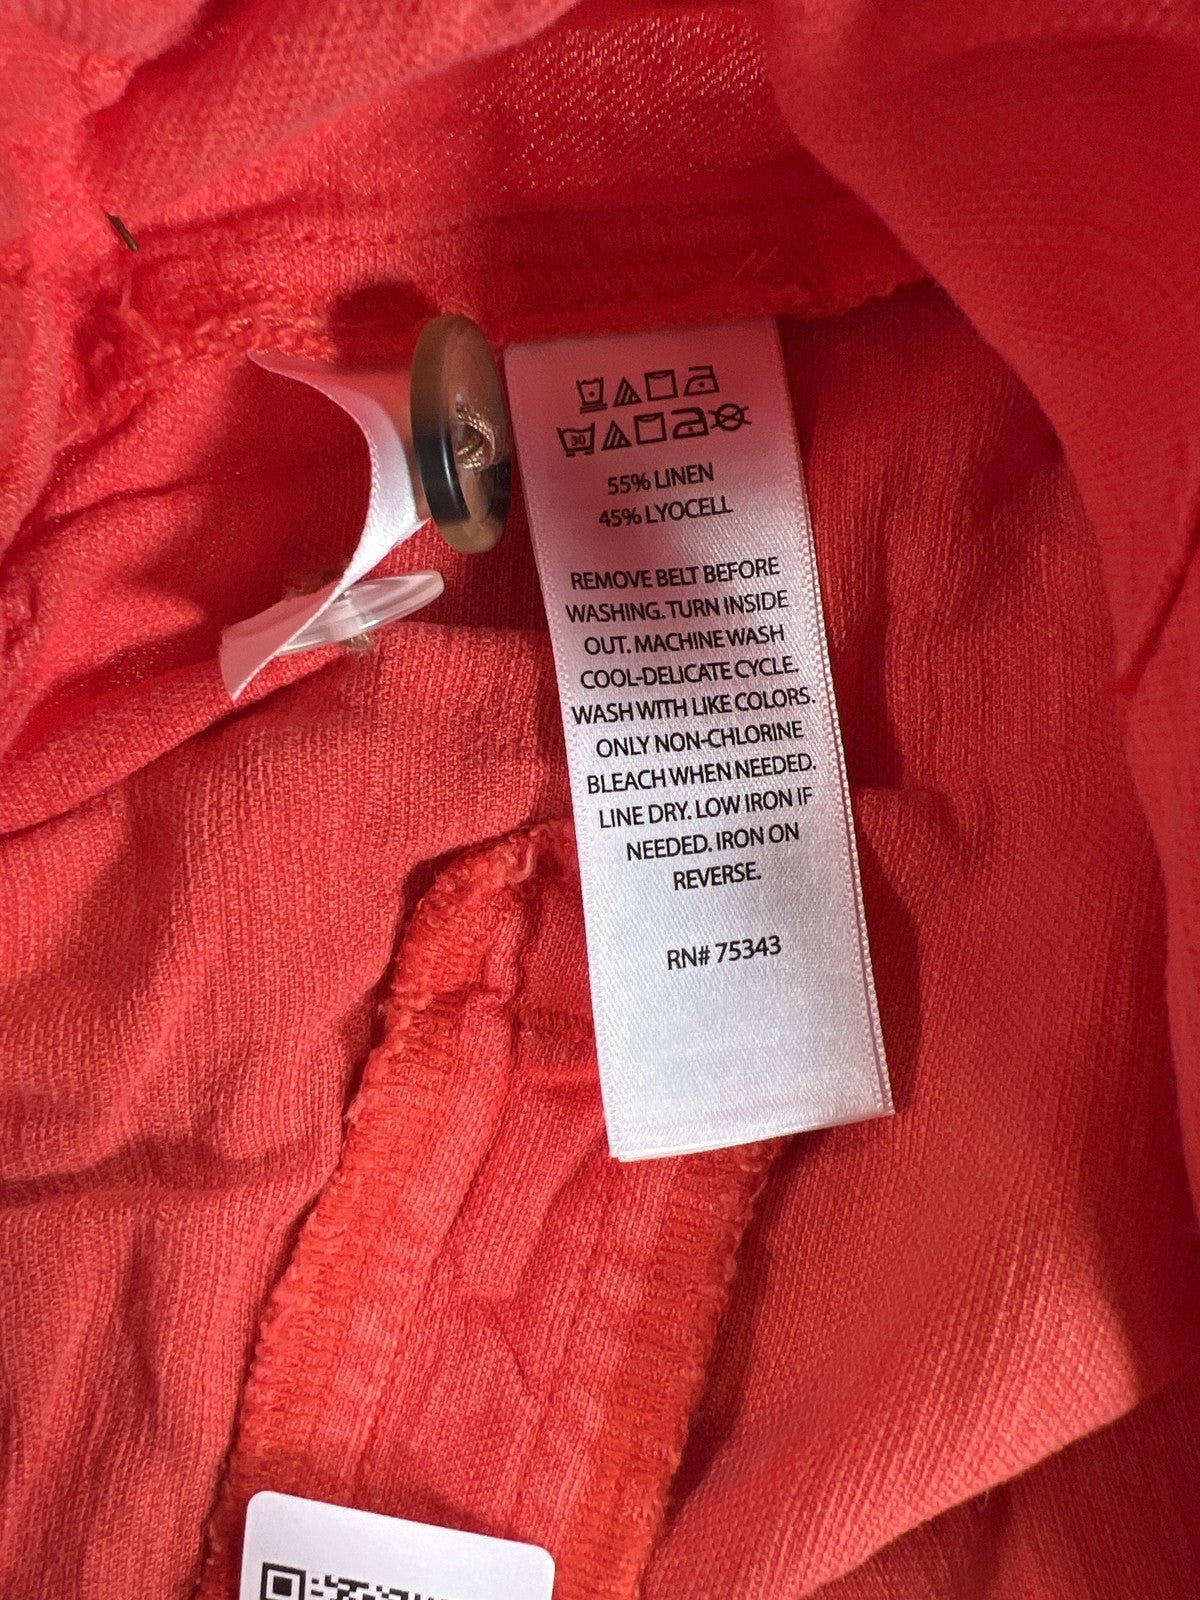 30
55% LINEN
45% LYOCELL
REMOVE BELT BEFORE
WASHING. TURN INSIDE
OUT. MACHINE WASH
COOL-DELICATE CYCLE.
WASH WITH LIKE COLORS.
ONLY NON-CHLORINE
BLEACH WHEN NEEDED.
LINE DRY. LOW IRON IF
NEEDED. IRON ON
REVERSE.
RN# 75343